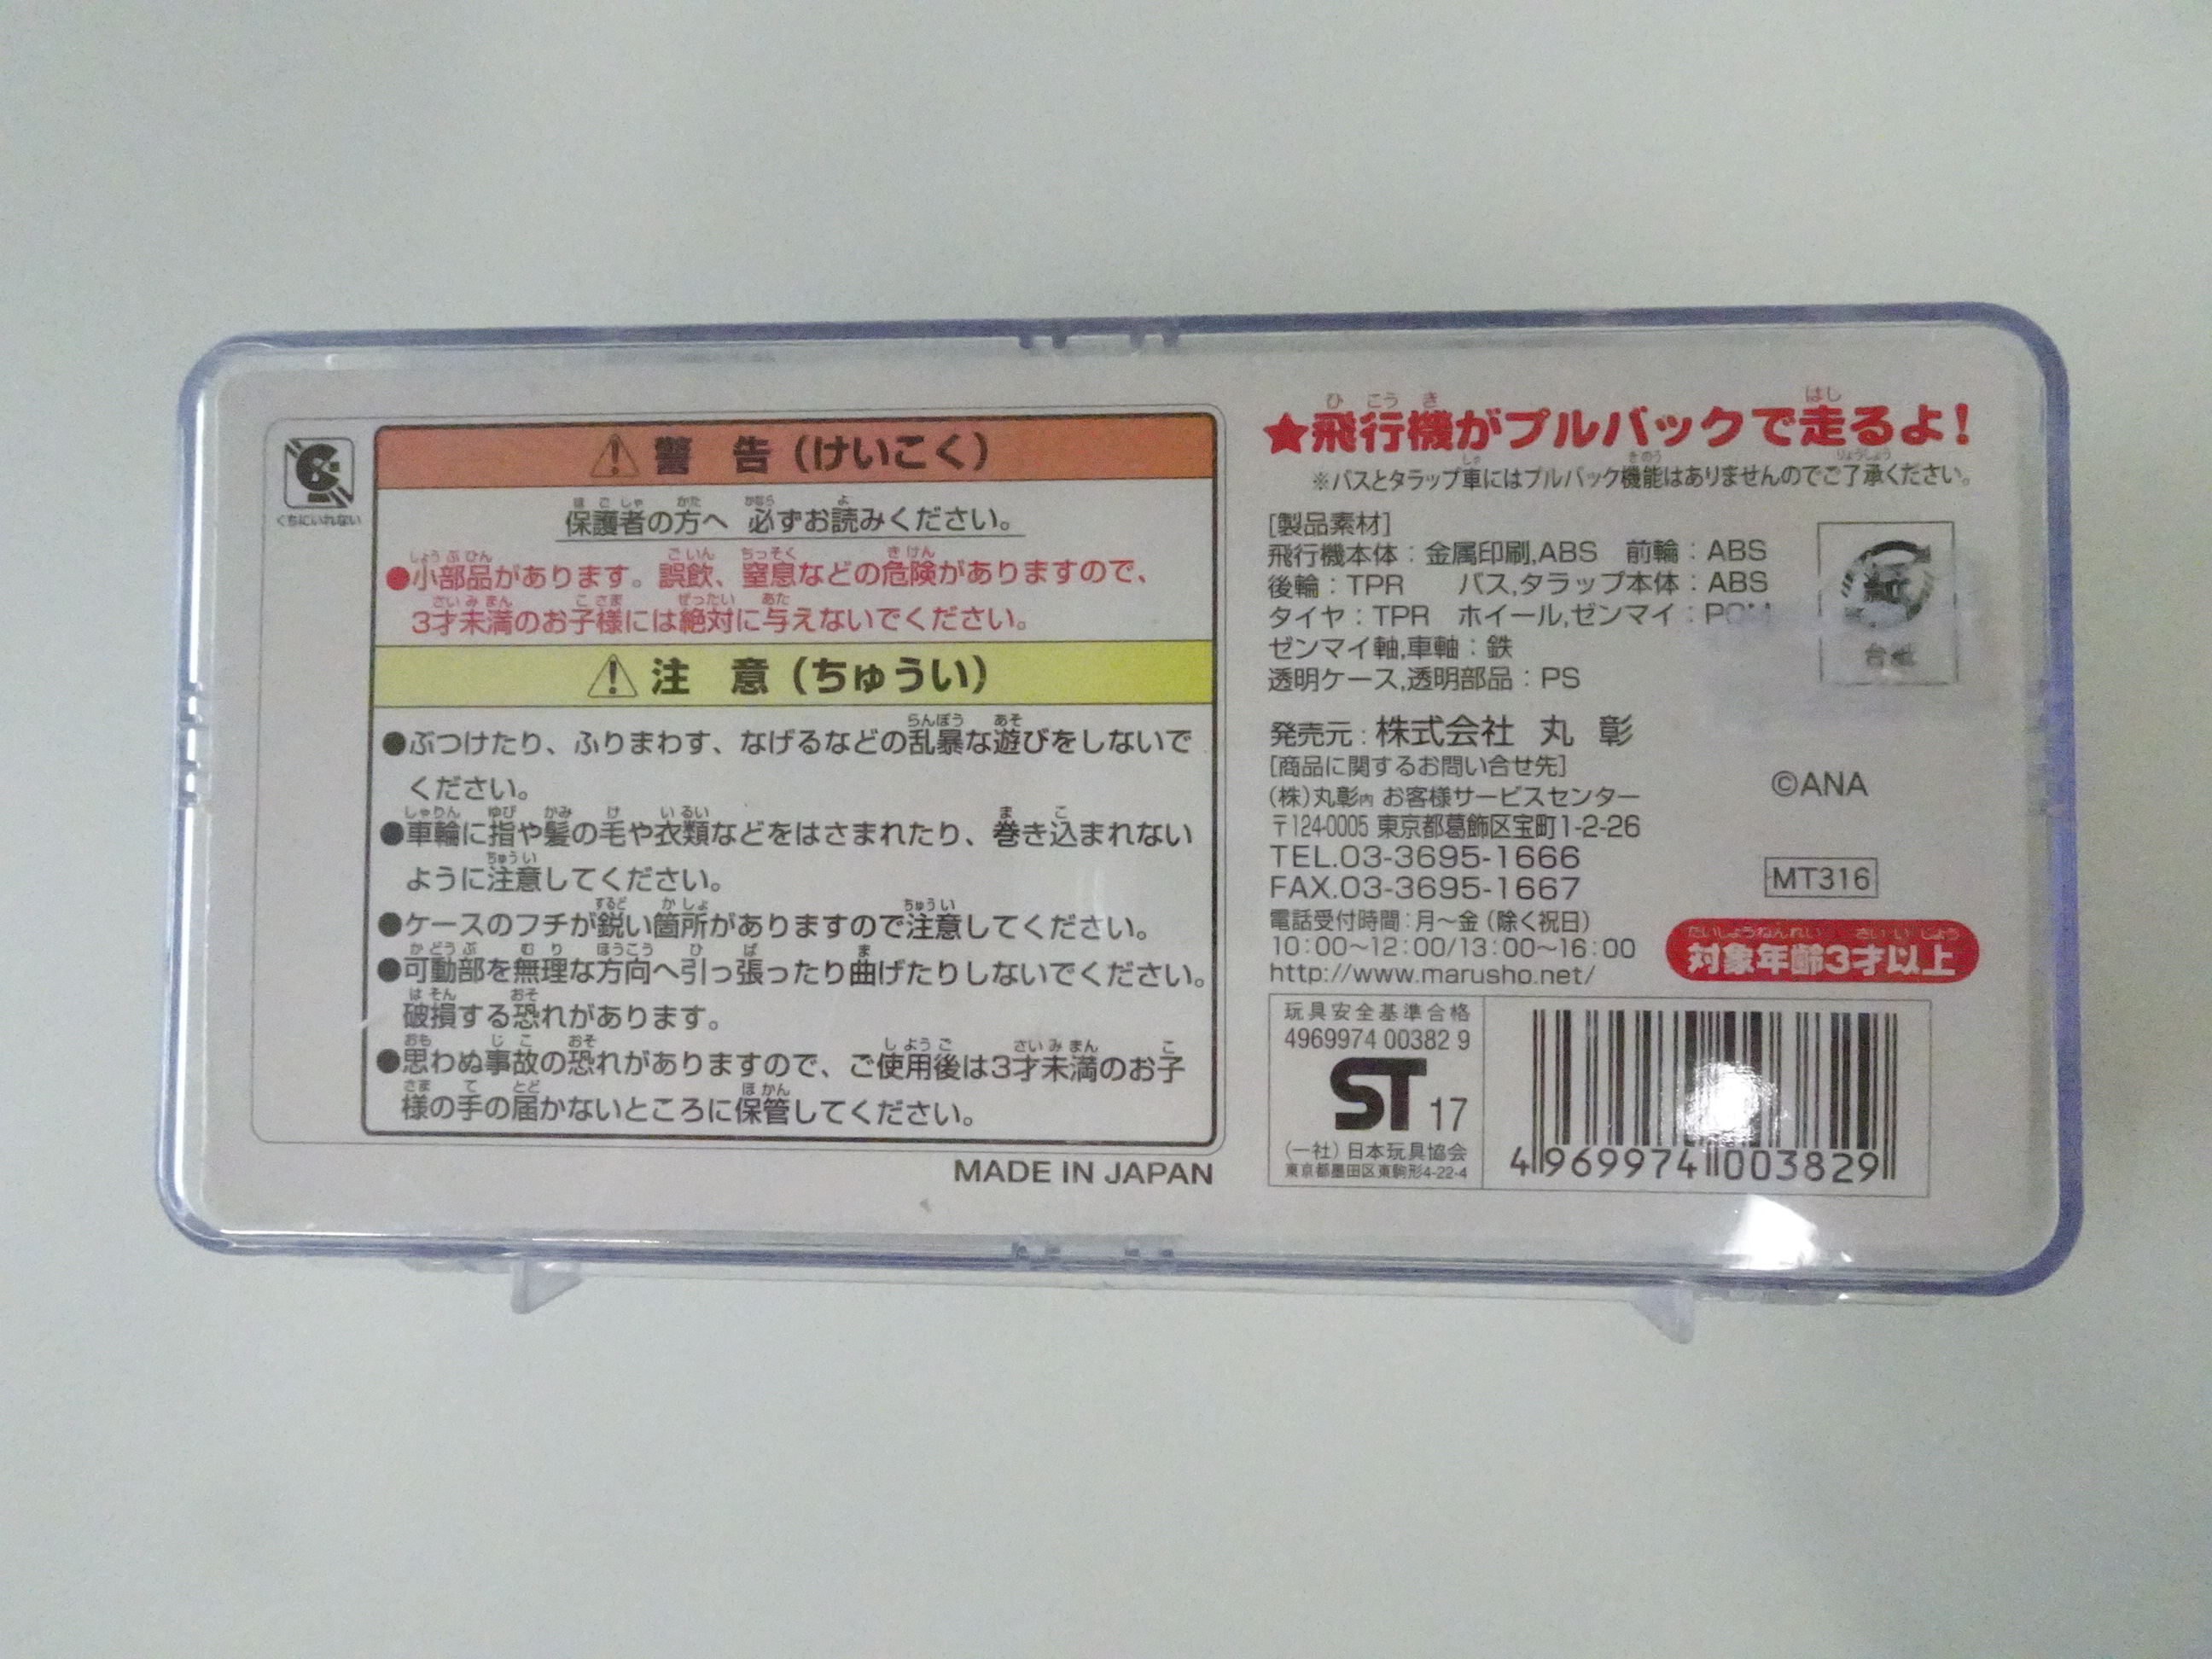 くちにいれない
警 告（けいこく）
保護者の方へ 必ずお読みください。
●小部品があります。誤飲、窒息などの危険がありますので、
3才未満のお子様には絶対に与えないでください。
注 意（ちゅうい）
●ぶつけたり、ふりまわす、なげるなどの乱暴な遊びをしないで
ください。
●車輪に指や髪の毛や衣類などをはさまれたり、巻き込まれない
ように注意してください。
●ケースのフチが鋭い箇所がありますので注意してください。
●可動部を無理な方向へ引っ張ったり曲げたりしないでください。
破損する恐れがあります。
●思わぬ事故の恐れがありますので、ご使用後は3才未満のお子
様の手の届かないところに保管してください。
MADE IN JAPAN
★飛行機がプルバックで走るよ！
※バスとタラップ車にはプルバック機能はありませんのでご了承ください。
[製品素材]
飛行機本体：金属印刷,ABS 前輪：ABS
後輪：TPR バス,タラップ本体：ABS
タイヤ：TPR ホイール,ゼンマイ：POM
ゼンマイ軸,車軸：鉄
透明ケース,透明部品：PS
紙
台紙
発売元：株式会社 丸 彰
[商品に関するお問い合せ先]
(株)丸彰内 お客様サービスセンター
〒124-0005 東京都葛飾区宝町1-2-26
TEL.03-3695-1666
FAX.03-3695-1667
電話受付時間：月〜金（除く祝日）
10：00〜12：00/13：00〜16：00
http://www.marusho.net/
©ANA
MT316
対象年齢3才以上
玩具安全基準合格
4969974 00382 9
ST 17
(一社) 日本玩具協会
東京都墨田区東駒形4-22-4
4 969974 003829